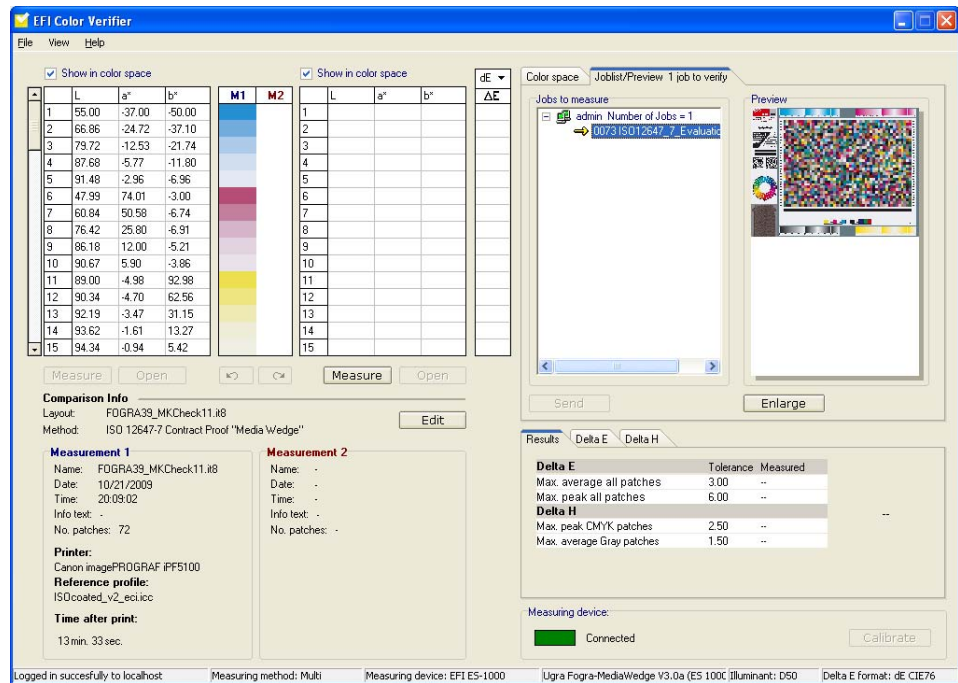 EFI Color Verifier
File View Help
Show in color space
Show in color space
dE
L a* b* M1 M2 L a* b* ΔE
1 55.00 -37.00 -50.00 1
2 66.86 -24.72 -37.10 2
3 79.72 -12.53 -21.74 3
4 87.68 -5.77 -11.80 4
5 91.48 -2.96 -6.96 5
6 47.99 74.01 -3.00 6
7 60.84 50.58 -6.74 7
8 76.42 25.80 -6.91 8
9 86.18 12.00 -5.21 9
10 90.67 5.90 -3.86 10
11 89.00 -4.98 92.98 11
12 90.34 -4.70 62.56 12
13 92.19 -3.47 31.15 13
14 93.62 -1.61 13.27 14
15 94.34 -0.94 5.42 15
Measure Open Measure Open
Comparison Info
Layout: FOGRA39_MKCheck11.it8
Method: ISO 12647-7 Contract Proof "Media Wedge"
Edit
Measurement 1
Name: FOGRA39_MKCheck11.it8
Date: 10/21/2009
Time: 20:09:02
Info text: -
No. patches: 72
Printer:
Canon imagePROGRAF iPF5100
Reference profile:
ISOcoated_v2_eci.icc
Time after print:
13 min. 33 sec.
Measurement 2
Name: -
Date: -
Time: -
Info text: -
No. patches: -
Color space Joblist/Preview 1 job to verify
Jobs to measure
admin Number of Jobs = 1
0073 ISO12647_7_Evaluatic
Preview
Send Enlarge
Results Delta E Delta H
Delta E Tolerance Measured
Max. average all patches 3.00 --
Max. peak all patches 6.00 --
Delta H
Max. peak CMYK patches 2.50 --
Max. average Gray patches 1.50 --
--
Measuring device:
Connected Calibrate
Logged in succesfully to localhost Measuring method: Multi Measuring device: EFI ES-1000 Ugra Fogra-MediaWedge V3.0a (ES 100C Illuminant: D50 Delta E format: dE CIE76